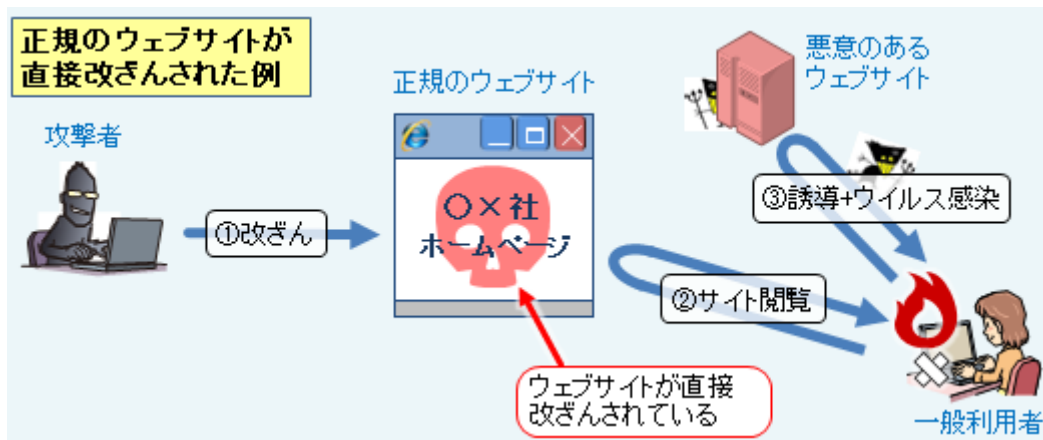 正規のウェブサイトが
直接改ざんされた例
攻撃者
①改ざん
正規のウェブサイト
〇×社
ホームページ
悪意のある
ウェブサイト
③誘導+ウイルス感染
②サイト閲覧
ウェブサイトが直接
改ざんされている
一般利用者